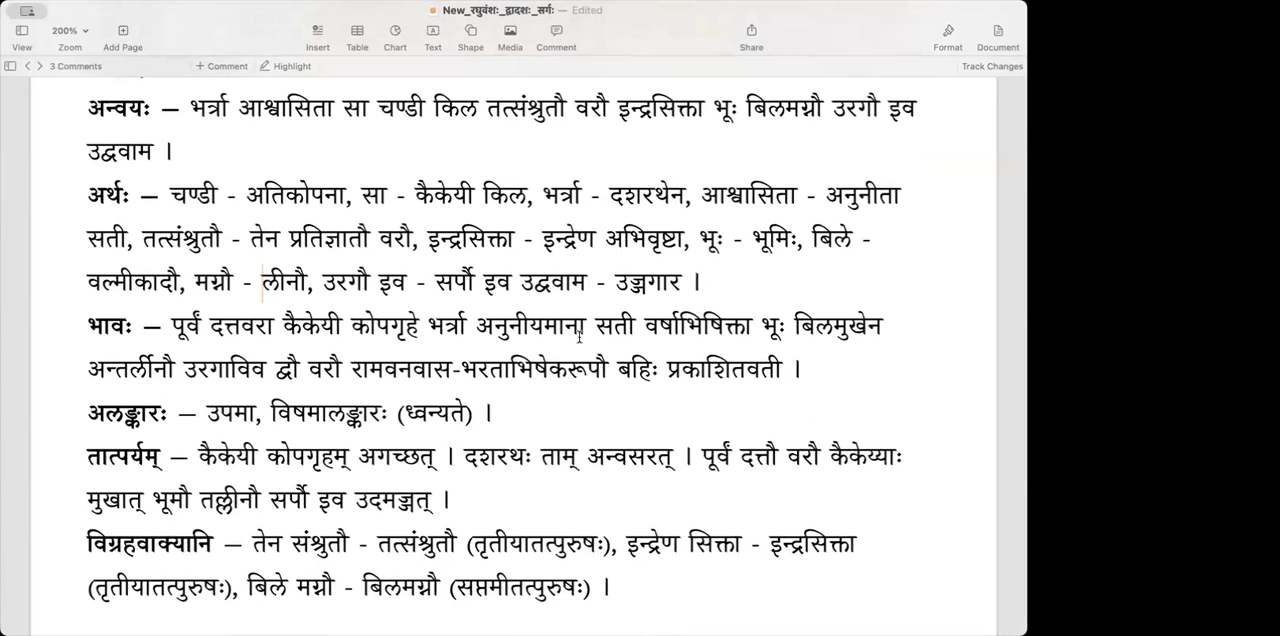 New_रघुवंशः_द्वादशः_सर्गः — Edited
200%
View Zoom Add Page Insert Table Chart Text Shape Media Comment Share Format Document
3 Comments + Comment Highlight Track Changes
अन्वयः — भर्त्रा आश्वासिता सा चण्डी किल तत्संश्रुतौ वरौ इन्द्रसिक्ता भूः बिलमग्नौ उरगौ इव
उद्ववाम ।
अर्थः — चण्डी - अतिकोपना, सा - कैकेयी किल, भर्त्रा - दशरथेन, आश्वासिता - अनुनीता
सती, तत्संश्रुतौ - तेन प्रतिज्ञातौ वरौ, इन्द्रसिक्ता - इन्द्रेण अभिवृष्टा, भूः - भूमिः, बिले -
वल्मीकादौ, मग्नौ - लीनौ, उरगौ इव - सर्पौ इव उद्ववाम - उज्जगार ।
भावः — पूर्वं दत्तवरा कैकेयी कोपगृहे भर्त्रा अनुनीयमाना सती वर्षाभिषिक्ता भूः बिलमुखेन
अन्तर्लीनौ उरगाविव द्वौ वरौ रामवनवास-भरताभिषेकरूपौ बहिः प्रकाशितवती ।
अलङ्कारः — उपमा, विषमालङ्कारः (ध्वन्यते) ।
तात्पर्यम् — कैकेयी कोपगृहम् अगच्छत् । दशरथः ताम् अन्वसरत् । पूर्वं दत्तौ वरौ कैकेय्याः
मुखात् भूमौ तल्लीनौ सर्पौ इव उदमज्जत् ।
विग्रहवाक्यानि — तेन संश्रुतौ - तत्संश्रुतौ (तृतीयातत्पुरुषः), इन्द्रेण सिक्ता - इन्द्रसिक्ता
(तृतीयातत्पुरुषः), बिले मग्नौ - बिलमग्नौ (सप्तमीतत्पुरुषः) ।